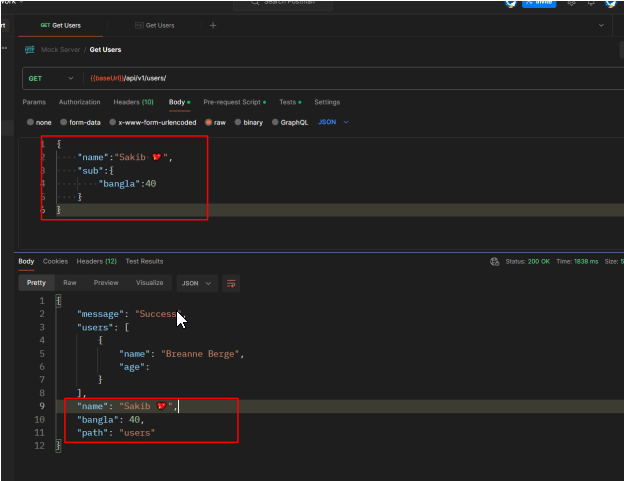 Search Postman
Invite
GET Get Users
Get Users
+
Mock Server / Get Users
GET
{{baseUrl}}/api/v1/users/
Params Authorization Headers (10) Body Pre-request Script Tests Settings
none form-data x-www-form-urlencoded raw binary GraphQL JSON
1 {
2 "name":"Sakib 💝",
3 "sub":{
4 "bangla":40
5 }
6 }
Body Cookies Headers (12) Test Results
Status: 200 OK Time: 1838 ms Size: 5
Pretty Raw Preview Visualize JSON
1 {
2 "message": "Success
3 "users": [
4 {
5 "name": "Breanne Berge",
6 "age":
7 }
8 ],
9 "name": "Sakib 💝",
10 "bangla": 40,
11 "path": "users"
12 }